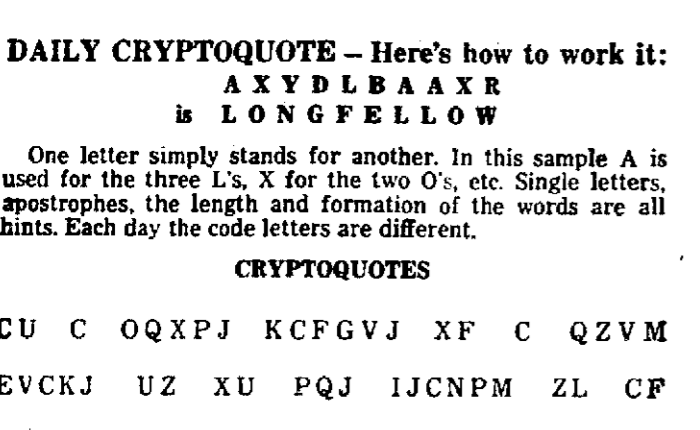 DAILY CRYPTOQUOTE – Here's how to work it:
A X Y D L B A A X R
is L O N G F E L L O W
One letter simply stands for another. In this sample A is
used for the three L's, X for the two O's, etc. Single letters,
apostrophes, the length and formation of the words are all
hints. Each day the code letters are different.
CRYPTOQUOTES
CU C OQXPJ KCFGVJ XF C QZVM
EVCKJ UZ XU PQJ IJCNPM ZL CF